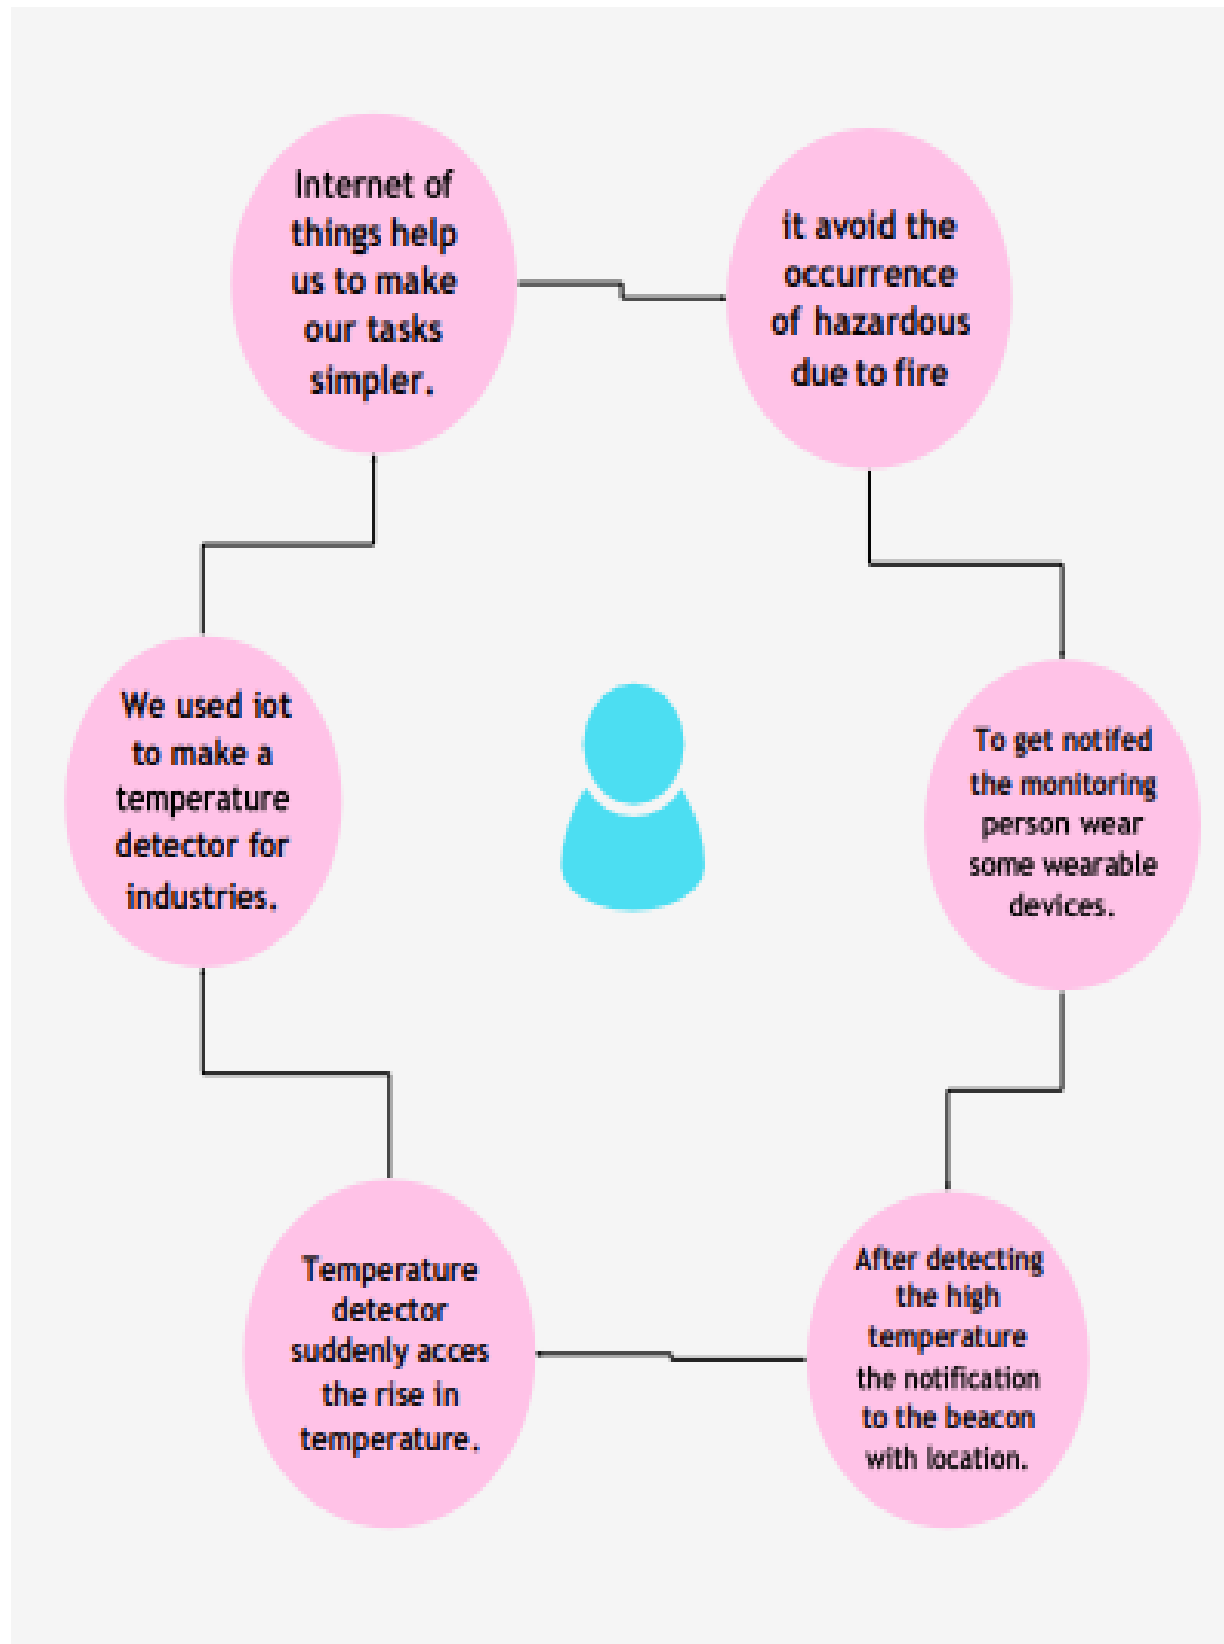 Internet of
things help
us to make
our tasks
simpler.
it avoid the
occurrence
of hazardous
due to fire
We used iot
to make a
temperature
detector for
industries.
To get notifed
the monitoring
person wear
some wearable
devices.
Temperature
detector
suddenly acces
the rise in
temperature.
After detecting
the high
temperature
the notification
to the beacon
with location.